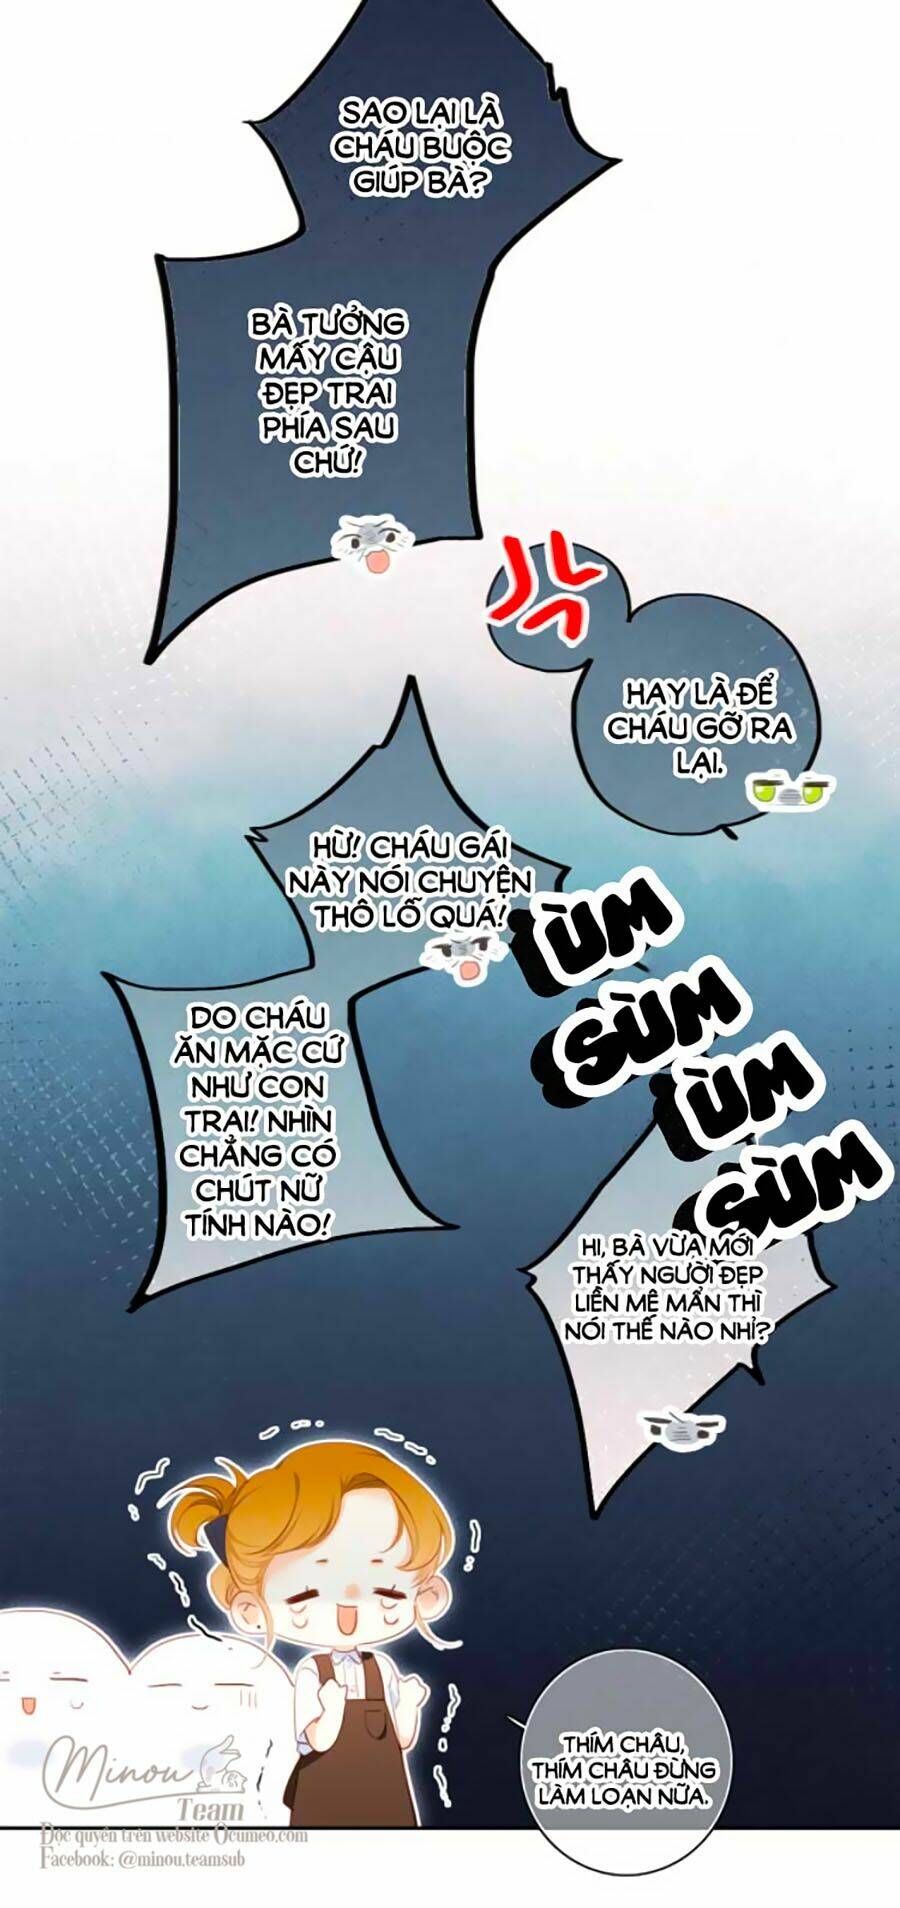 SAO LẠI LÀ
CHÁU BUỘC
GIÚP BÀ?
BÀ TƯỞNG
MẤY CẬU
ĐẸP TRAI
PHÍA SAU
CHỨ!
HAY LÀ ĐỂ
CHÁU GỠ RA
LẠI.
HỪ! CHÁU GÁI
NÀY NÓI CHUYỆN
THÔ LỖ QUÁ!
ÙM
SÙM
ÙM
SÙM
DO CHÁU
ĂN MẶC CỨ
NHƯ CON
TRAI! NHÌN
CHẲNG CÓ
CHÚT NỮ
TÍNH NÀO!
HI, BÀ VỪA MỚI
THẤY NGƯỜI ĐẸP
LIỀN MÊ MẨN THÌ
NÓI THẾ NÀO NHỈ?
THÍM CHÂU,
THÍM CHÂU ĐỪNG
LÀM LOẠN NỮA.
Minou
Team
Độc quyền trên website Ocumeo.com
Facebook: @minou.teamsub